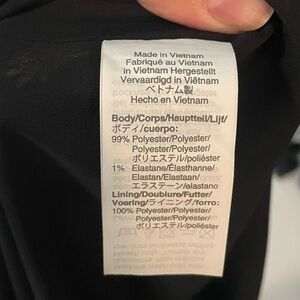 Made in Vietnam
Fabriqué au Vietnam
in Vietnam Hergestellt
Vervaardigd in Viëtnam
ベトナム製
Hecho en Vietnam
Body/Corps/Hauptteil/Lijf/
ボディ/cuerpo:
99% Polyester/Polyester/
Polyester/Polyester/
ポリエステル/poliéster
1% Elastane/Élasthanne/
Elastan/Elastaan/
エラステーン/elastano
Lining/Doublure/Futter/
Voering/ライニング/forro:
100% Polyester/Polyester/
Polyester/Polyester/
ポリエステル/poliéster